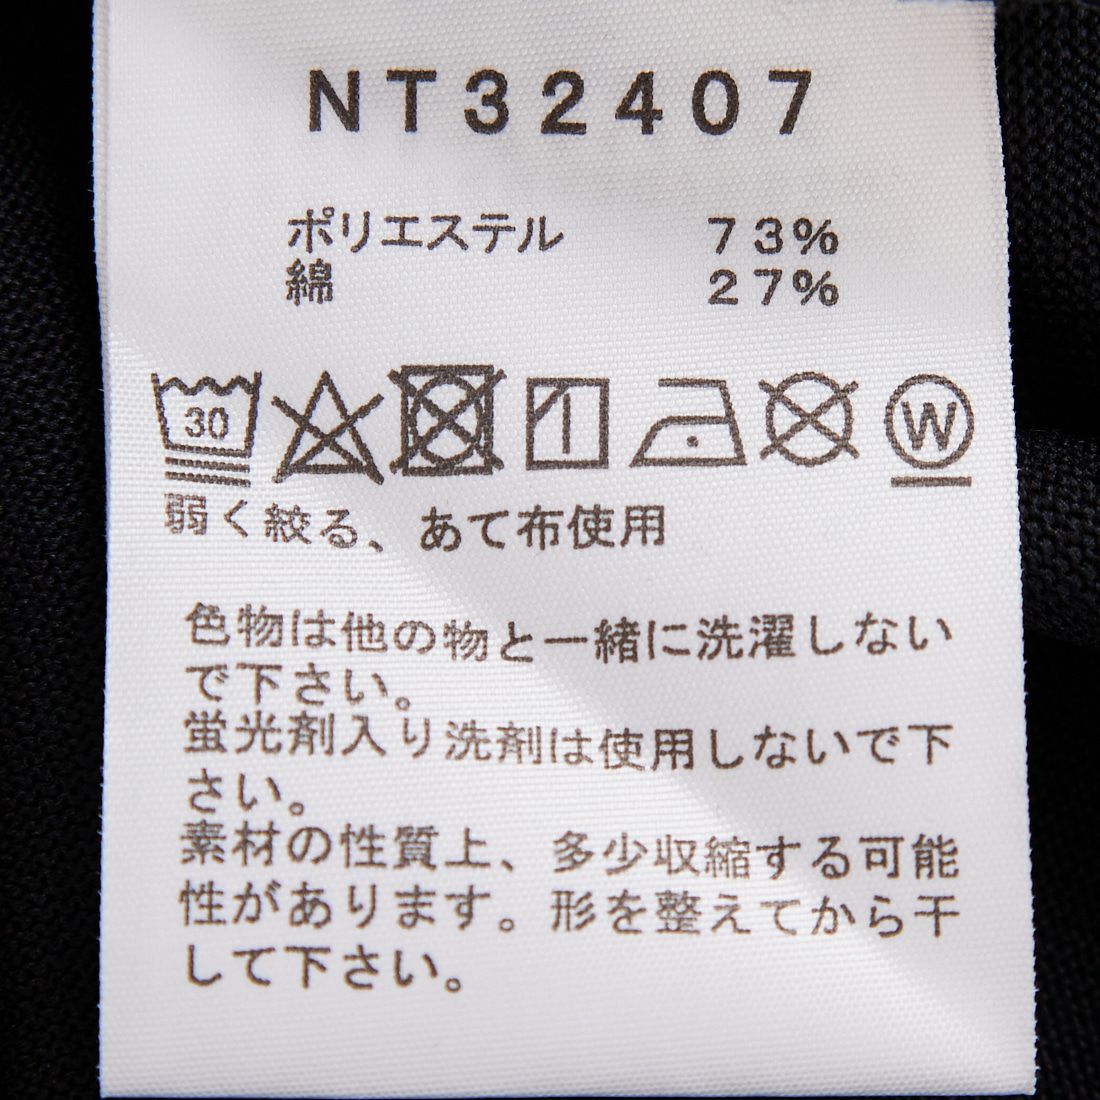 NT32407
ポリエステル 73%
綿 27%
30 W
弱く絞る、あて布使用
色物は他の物と一緒に洗濯しない
で下さい。
蛍光剤入り洗剤は使用しないで下
さい。
素材の性質上、多少収縮する可能
性があります。形を整えてから干
して下さい。